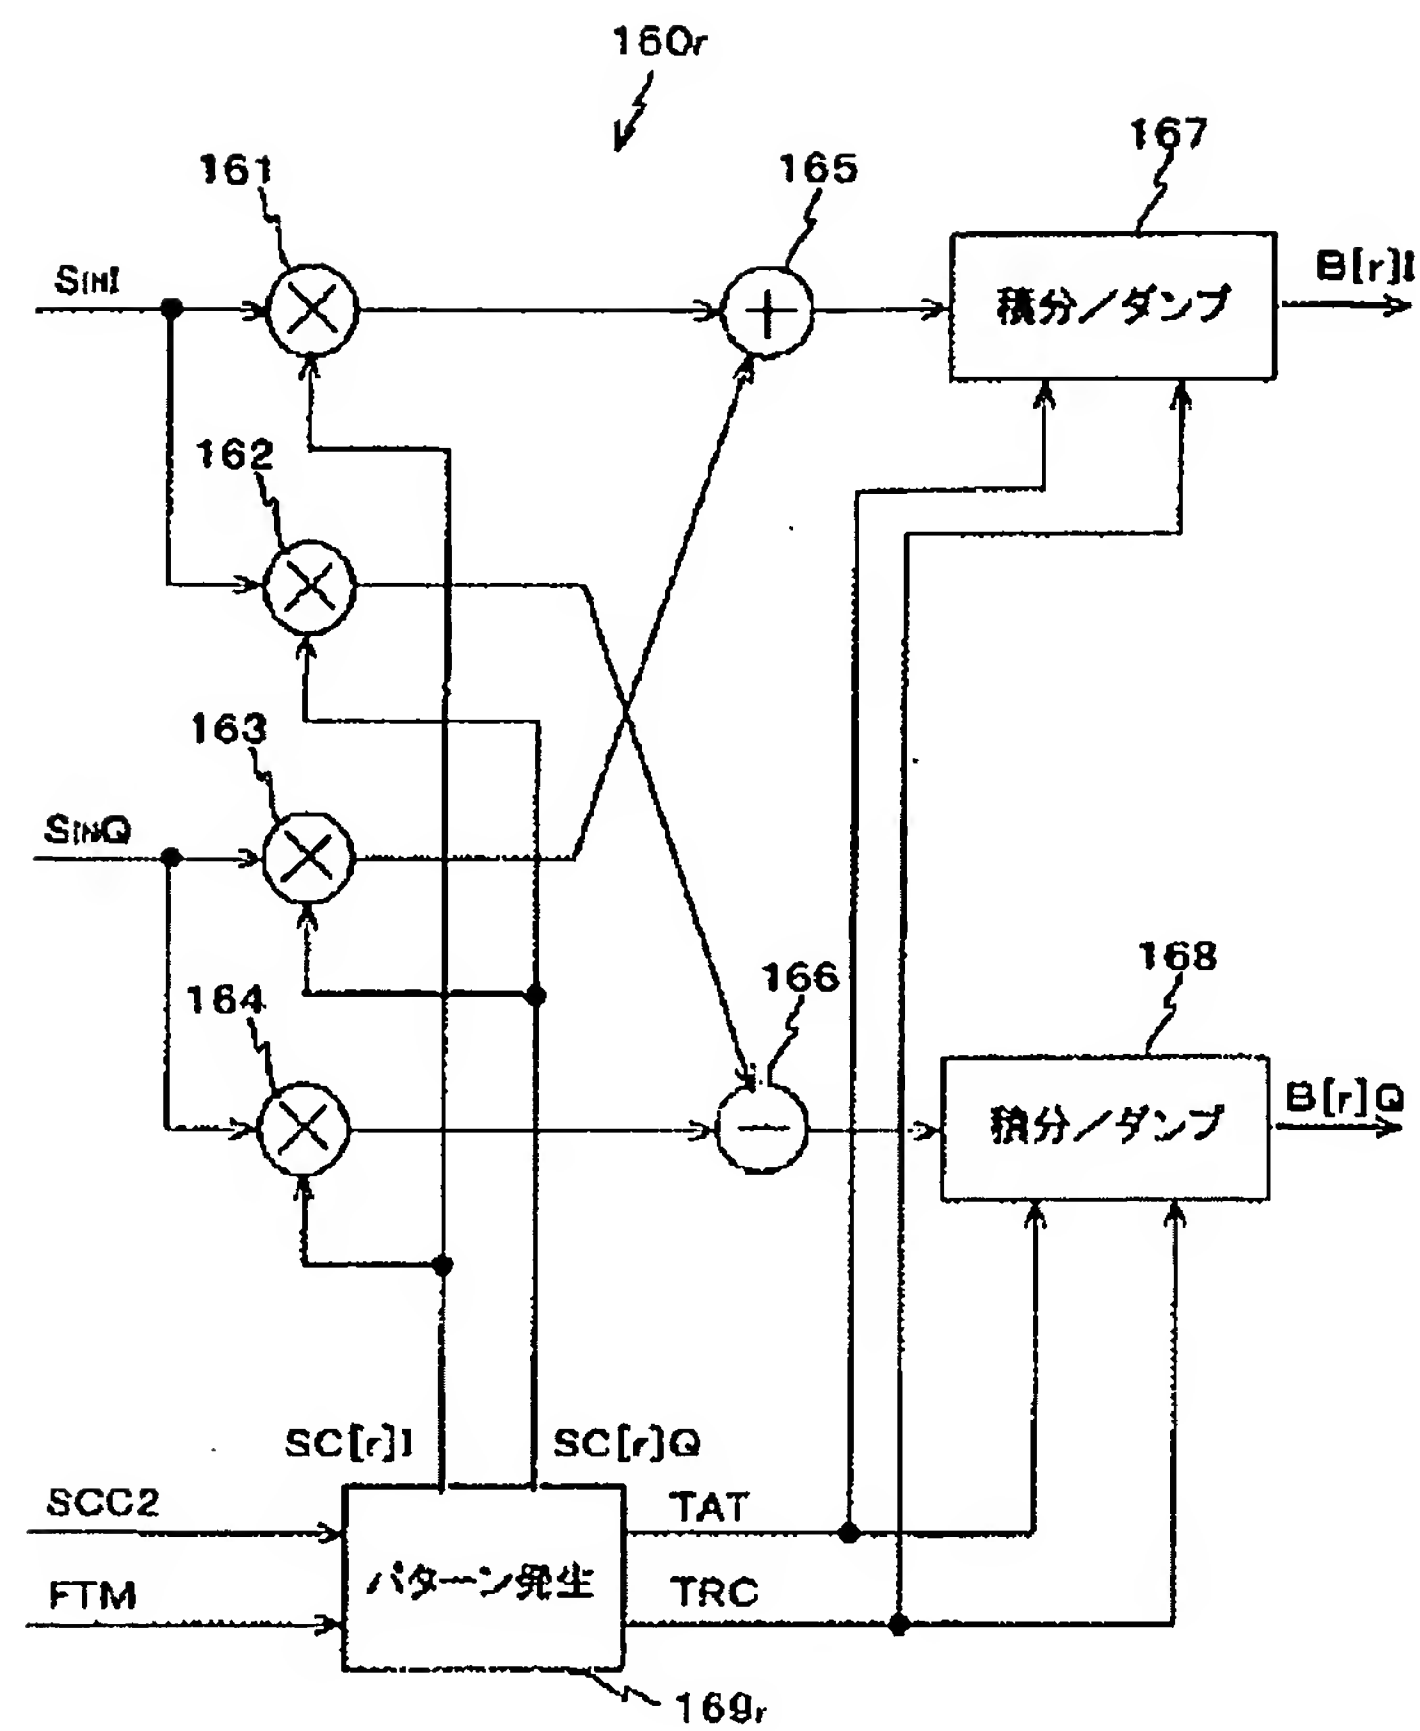 160r
161
165
167
SINI
積分／ダンプ
B[r]I
162
163
SINQ
164
166
168
積分／ダンプ
B[r]Q
SC[r]I
SC[r]Q
SCC2
TAT
パターン発生
FTM
TRC
169r